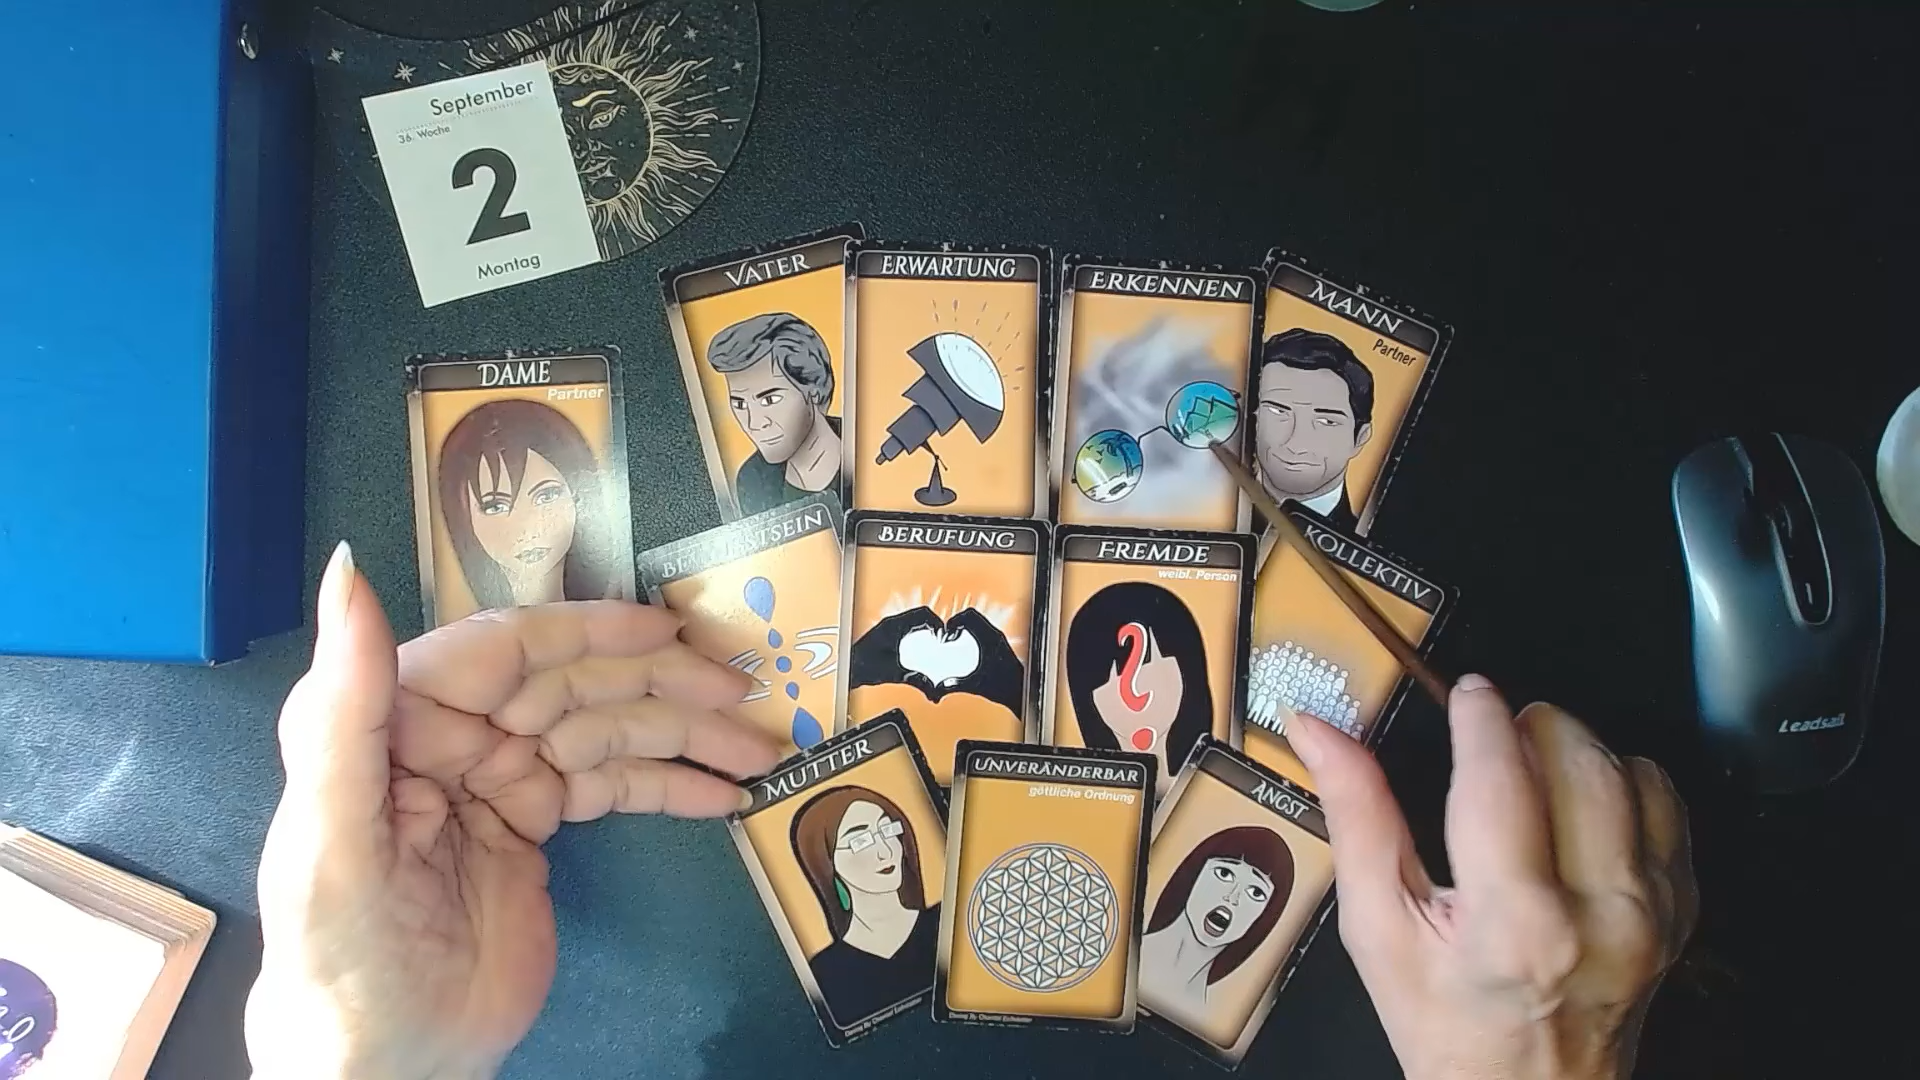 September
36. Woche
2
Montag
VATER
ERWARTUNG
ERKENNEN
MANN
Partner
DAME
Partner
BERUFUNG
FREMDE
weibl. Person
KOLLEKTIV
MUTTER
UNVERÄNDERBAR
göttliche Ordnung
ANGST
Leadsail